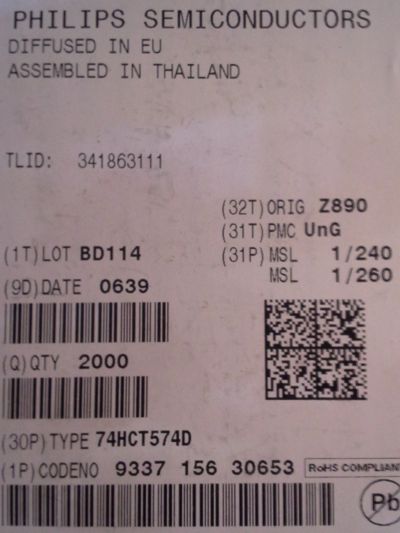 PHILIPS SEMICONDUCTORS
DIFFUSED IN EU
ASSEMBLED IN THAILAND
TLID: 341863111
(32T)ORIG Z890
(31T)PMC UnG
(1T)LOT BD114 (31P)MSL 1/240
MSL 1/260
(9D)DATE 0639
(Q)QTY 2000
(30P)TYPE 74HCT574D
(1P)CODENO 9337 156 30653 RoHS COMPLIANT
Pb